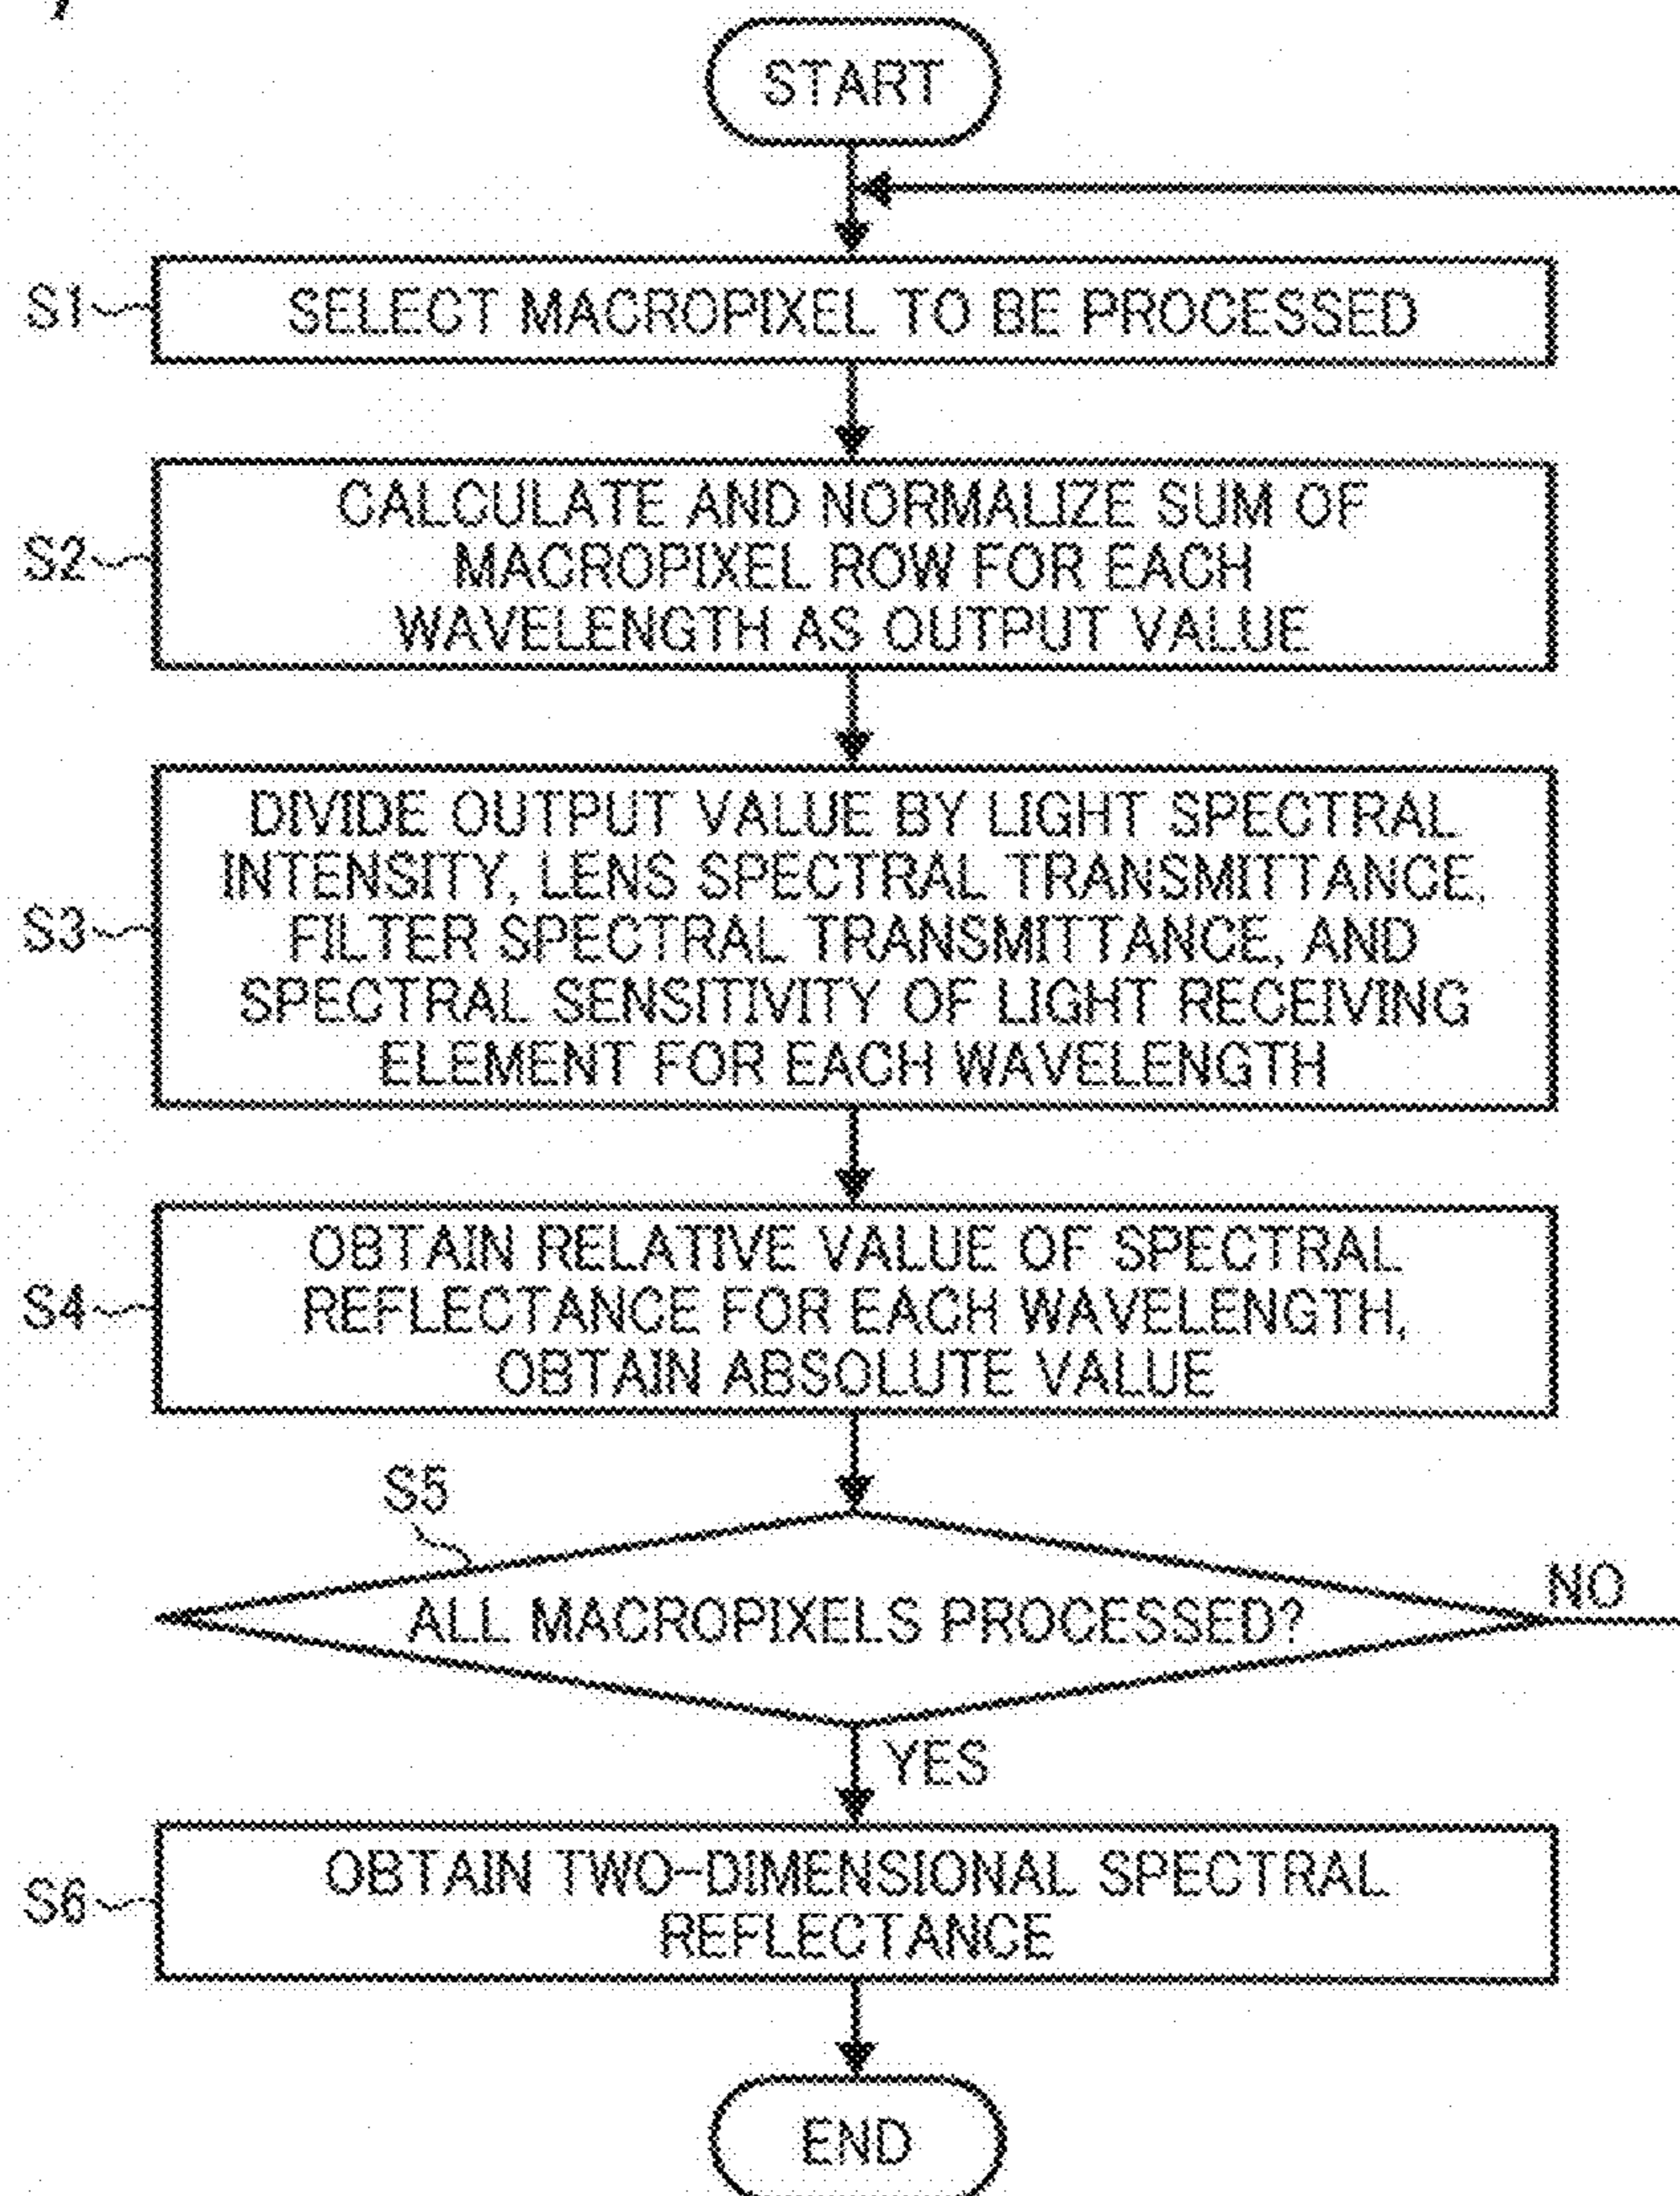 START
S1
SELECT MACROPIXEL TO BE PROCESSED
S2
CALCULATE AND NORMALIZE SUM OF
MACROPIXEL ROW FOR EACH
WAVELENGTH AS OUTPUT VALUE
S3
DIVIDE OUTPUT VALUE BY LIGHT SPECTRAL
INTENSITY, LENS SPECTRAL TRANSMITTANCE,
FILTER SPECTRAL TRANSMITTANCE, AND
SPECTRAL SENSITIVITY OF LIGHT RECEIVING
ELEMENT FOR EACH WAVELENGTH
S4
OBTAIN RELATIVE VALUE OF SPECTRAL
REFLECTANCE FOR EACH WAVELENGTH,
OBTAIN ABSOLUTE VALUE
S5
ALL MACROPIXELS PROCESSED?
NO
YES
S6
OBTAIN TWO-DIMENSIONAL SPECTRAL
REFLECTANCE
END